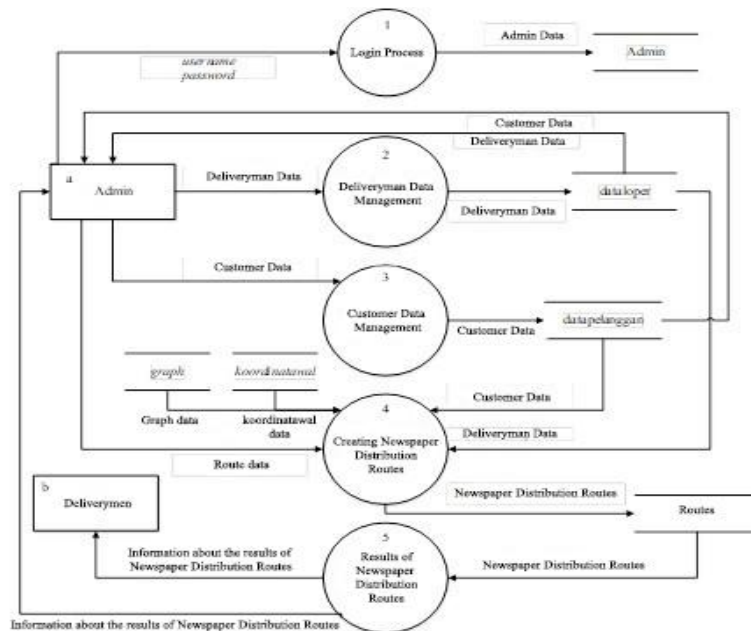 1
Login Process
Admin Data
Admin
username
password
Customer Data
Deliveryman Data
a
Admin
Deliveryman Data
2
Deliveryman Data
Management
Deliveryman Data
dataloper
Customer Data
3
Customer Data
Management
Customer Data
datapelanggan
graph
koordinatawal
Graph data
koordinatawal
data
Route data
4
Creating Newspaper
Distribution
Routes
Customer Data
Deliveryman Data
b
Deliverymen
Newspaper Distribution Routes
Routes
Information about the results of
Newspaper Distribution Routes
5
Results of
Newspaper
Distribution
Routes
Newspaper Distribution Routes
Information about the results of Newspaper Distribution Routes